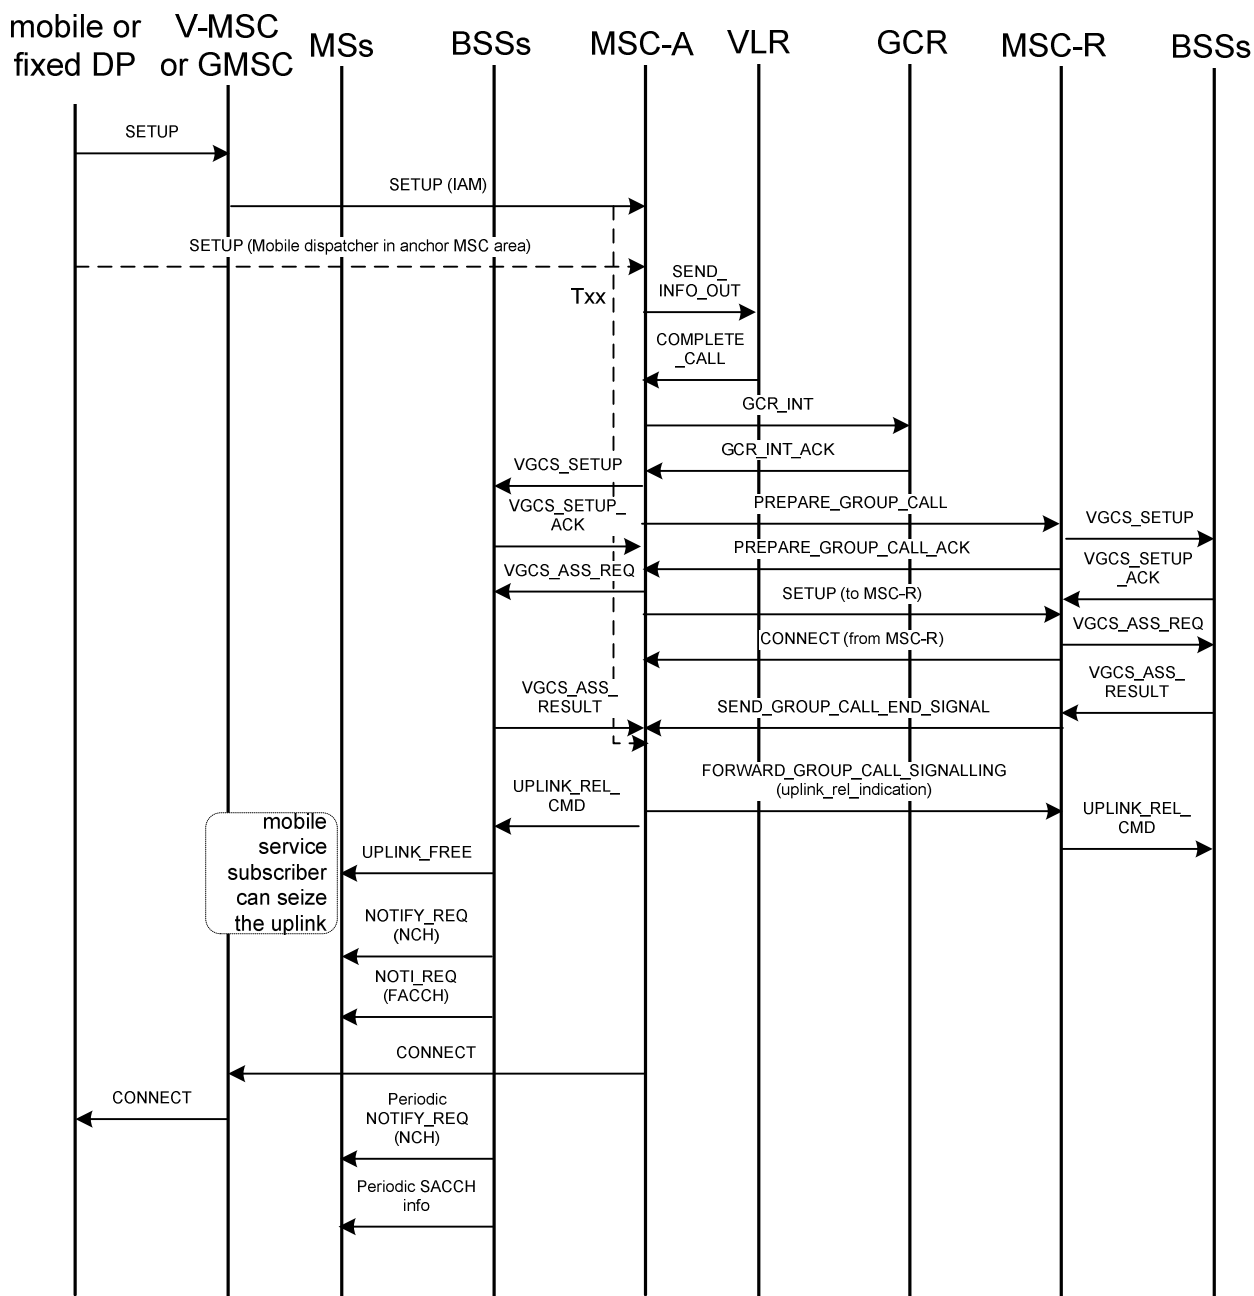 mobile or
fixed DP
V-MSC
or GMSC
MSs
BSSs
MSC-A
VLR
GCR
MSC-R
BSSs
SETUP
SETUP (IAM)
SETUP (Mobile dispatcher in anchor MSC area)
Txx
SEND_
INFO_OUT
COMPLETE
_CALL
GCR_INT
GCR_INT_ACK
VGCS_SETUP
PREPARE_GROUP_CALL
VGCS_SETUP
VGCS_SETUP_
ACK
PREPARE_GROUP_CALL_ACK
VGCS_SETUP
_ACK
VGCS_ASS_REQ
SETUP (to MSC-R)
VGCS_ASS_REQ
CONNECT (from MSC-R)
VGCS_ASS_
RESULT
VGCS_ASS_
RESULT
SEND_GROUP_CALL_END_SIGNAL
FORWARD_GROUP_CALL_SIGNALLING
(uplink_rel_indication)
UPLINK_REL_
CMD
UPLINK_REL_
CMD
mobile
service
subscriber
can seize
the uplink
UPLINK_FREE
NOTIFY_REQ
(NCH)
NOTI_REQ
(FACCH)
CONNECT
CONNECT
Periodic
NOTIFY_REQ
(NCH)
Periodic SACCH
info